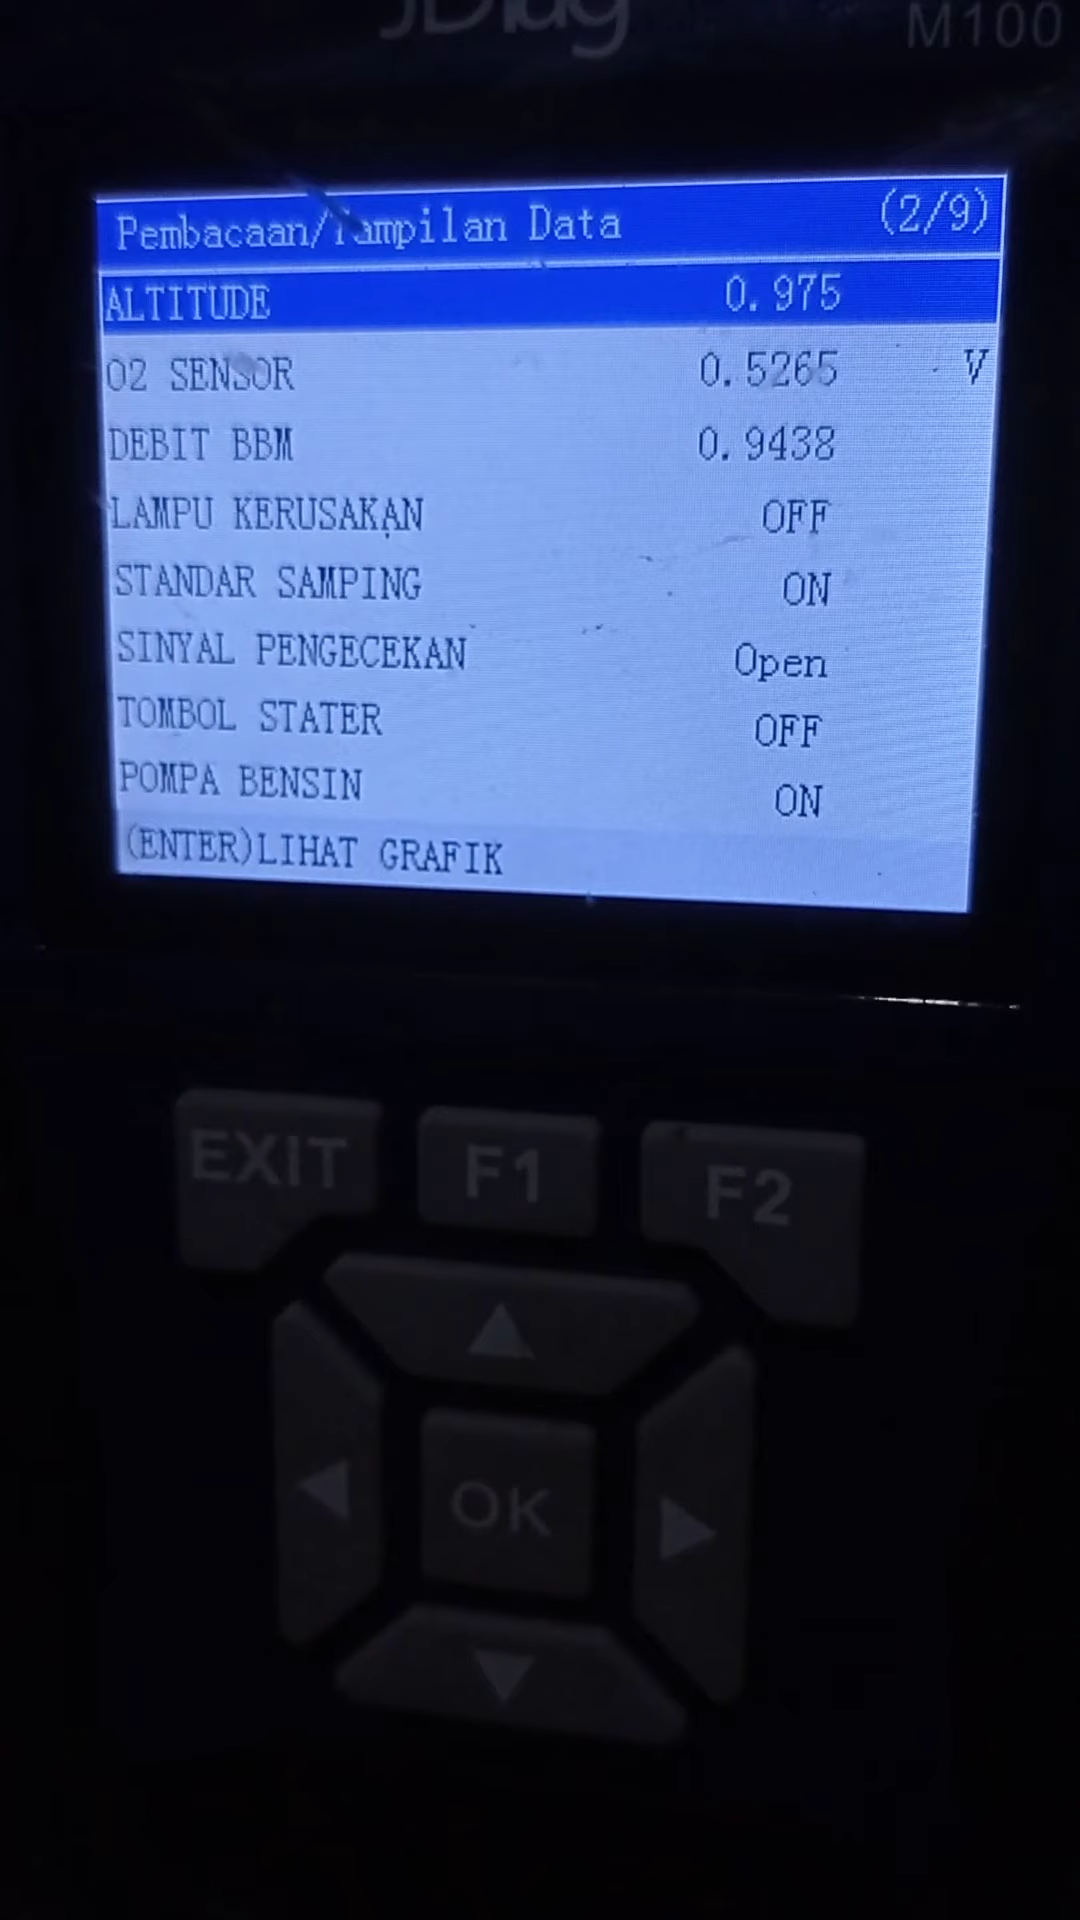 JDiag
M100
Pembacaan/Tampilan Data (2/9)
ALTITUDE 0.975
O2 SENSOR 0.5265 V
DEBIT BBM 0.9438
LAMPU KERUSAKAN OFF
STANDAR SAMPING ON
SINYAL PENGECEKAN Open
TOMBOL STATER OFF
POMPA BENSIN ON
(ENTER)LIHAT GRAFIK
EXIT F1 F2
OK